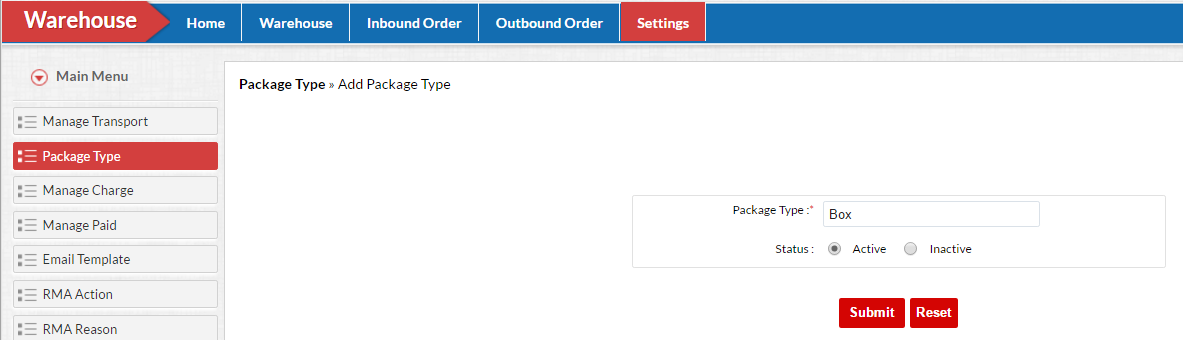 Warehouse
Home Warehouse Inbound Order Outbound Order Settings
Main Menu
Manage Transport
Package Type
Manage Charge
Manage Paid
Email Template
RMA Action
RMA Reason
Package Type » Add Package Type
Package Type :* Box
Status : Active Inactive
Submit Reset